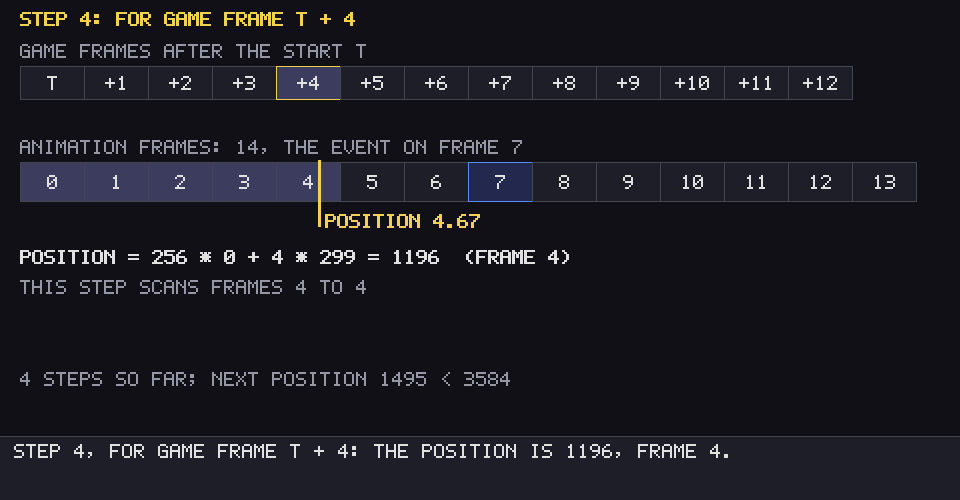 STEP 4: FOR GAME FRAME T + 4
GAME FRAMES AFTER THE START T
T +1 +2 +3 +4 +5 +6 +7 +8 +9 +10 +11 +12
ANIMATION FRAMES: 14, THE EVENT ON FRAME 7
0 1 2 3 4 5 6 7 8 9 10 11 12 13
POSITION 4.67
POSITION = 256 * 0 + 4 * 299 = 1196 (FRAME 4)
THIS STEP SCANS FRAMES 4 TO 4
4 STEPS SO FAR; NEXT POSITION 1495 < 3584
STEP 4, FOR GAME FRAME T + 4: THE POSITION IS 1196, FRAME 4.